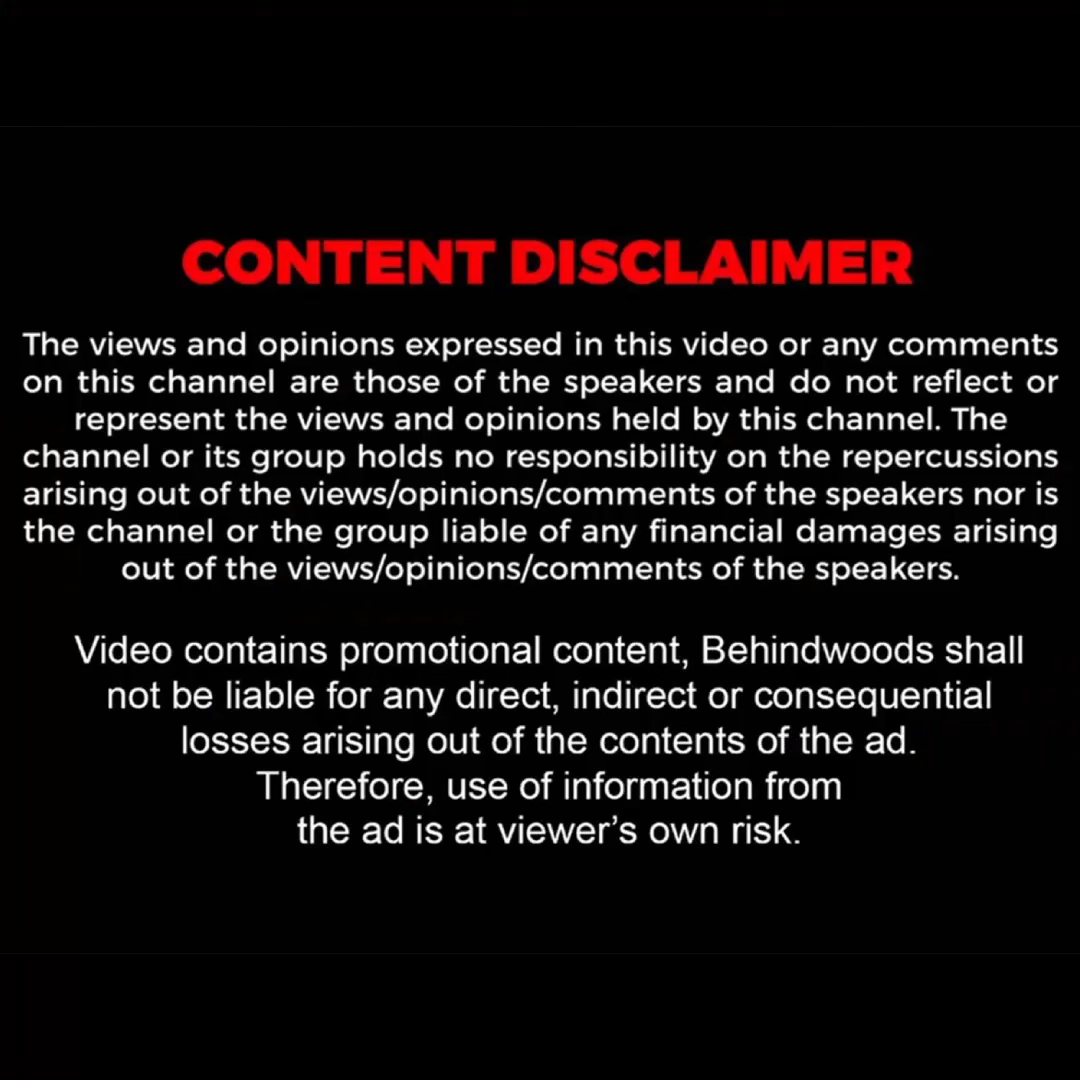 CONTENT DISCLAIMER
The views and opinions expressed in this video or any comments
on this channel are those of the speakers and do not reflect or
represent the views and opinions held by this channel. The
channel or its group holds no responsibility on the repercussions
arising out of the views/opinions/comments of the speakers nor is
the channel or the group liable of any financial damages arising
out of the views/opinions/comments of the speakers.
Video contains promotional content, Behindwoods shall
not be liable for any direct, indirect or consequential
losses arising out of the contents of the ad.
Therefore, use of information from
the ad is at viewer’s own risk.